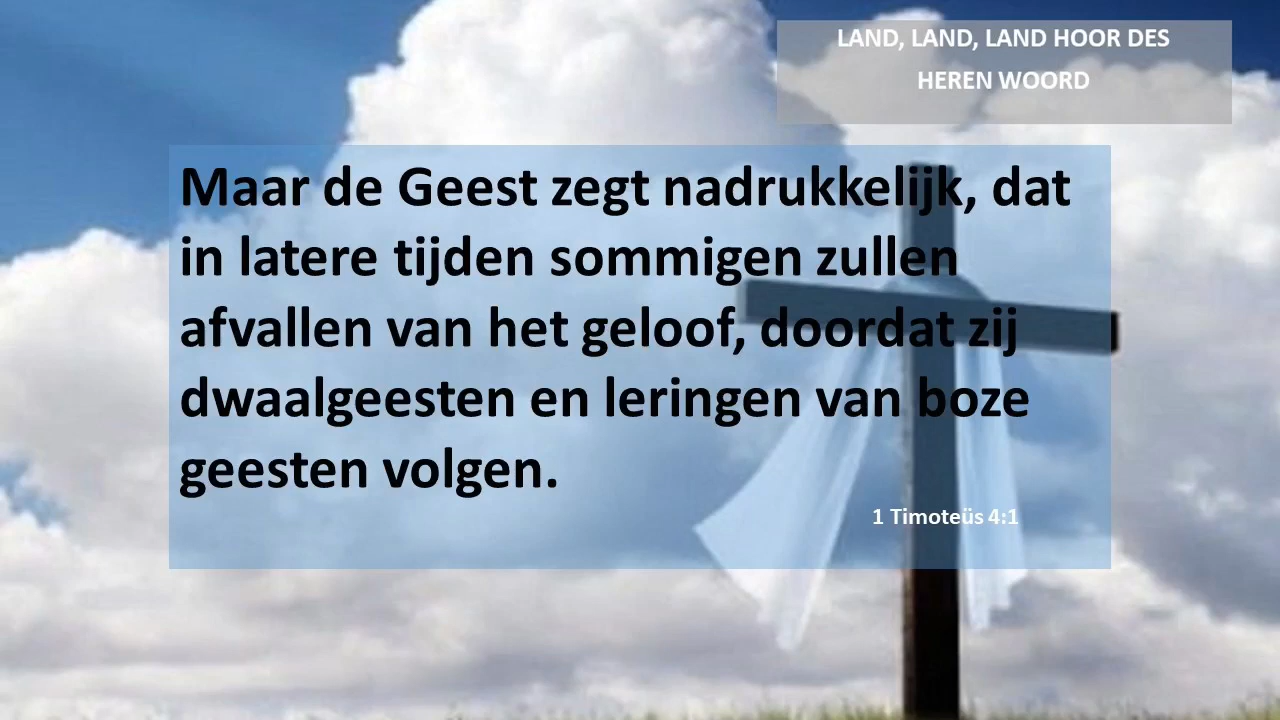 LAND, LAND, LAND HOOR DES
HEREN WOORD
Maar de Geest zegt nadrukkelijk, dat
in latere tijden sommigen zullen
afvallen van het geloof, doordat zij
dwaalgeesten en leringen van boze
geesten volgen.
1 Timoteüs 4:1